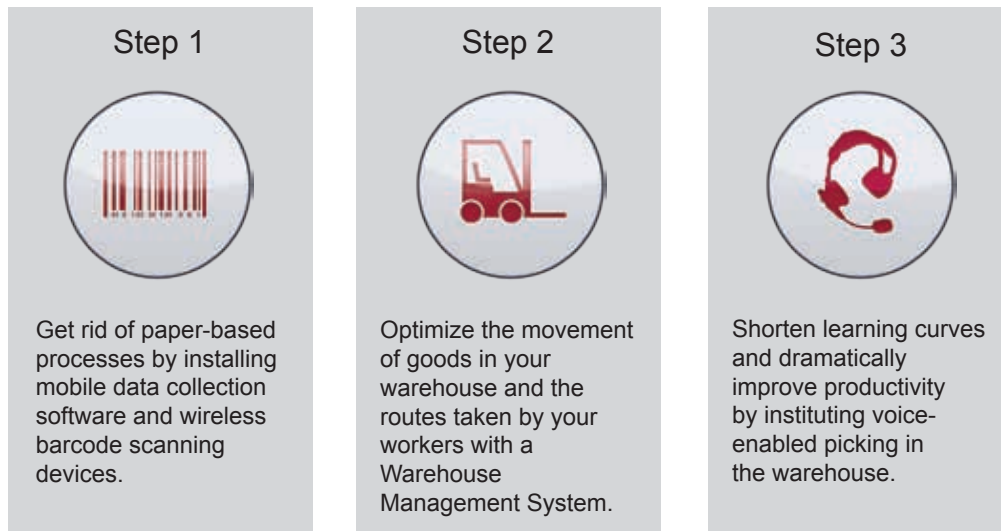 Step 1
Get rid of paper-based
processes by installing
mobile data collection
software and wireless
barcode scanning
devices.
Step 2
Optimize the movement
of goods in your
warehouse and the
routes taken by your
workers with a
Warehouse
Management System.
Step 3
Shorten learning curves
and dramatically
improve productivity
by instituting voice-
enabled picking in
the warehouse.